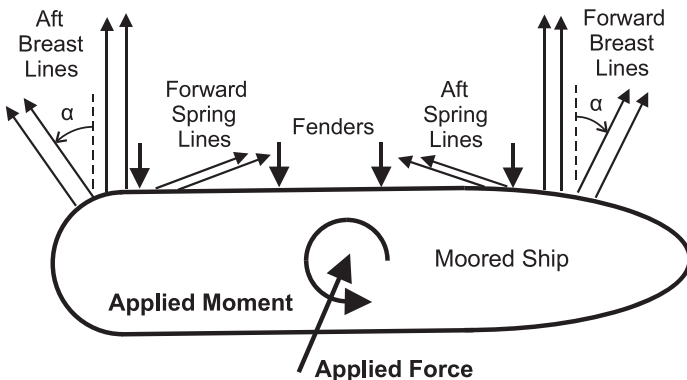 Aft
Breast
Lines
Forward
Breast
Lines
α
Forward
Spring
Lines
Fenders
Aft
Spring
Lines
α
Moored Ship
Applied Moment
Applied Force